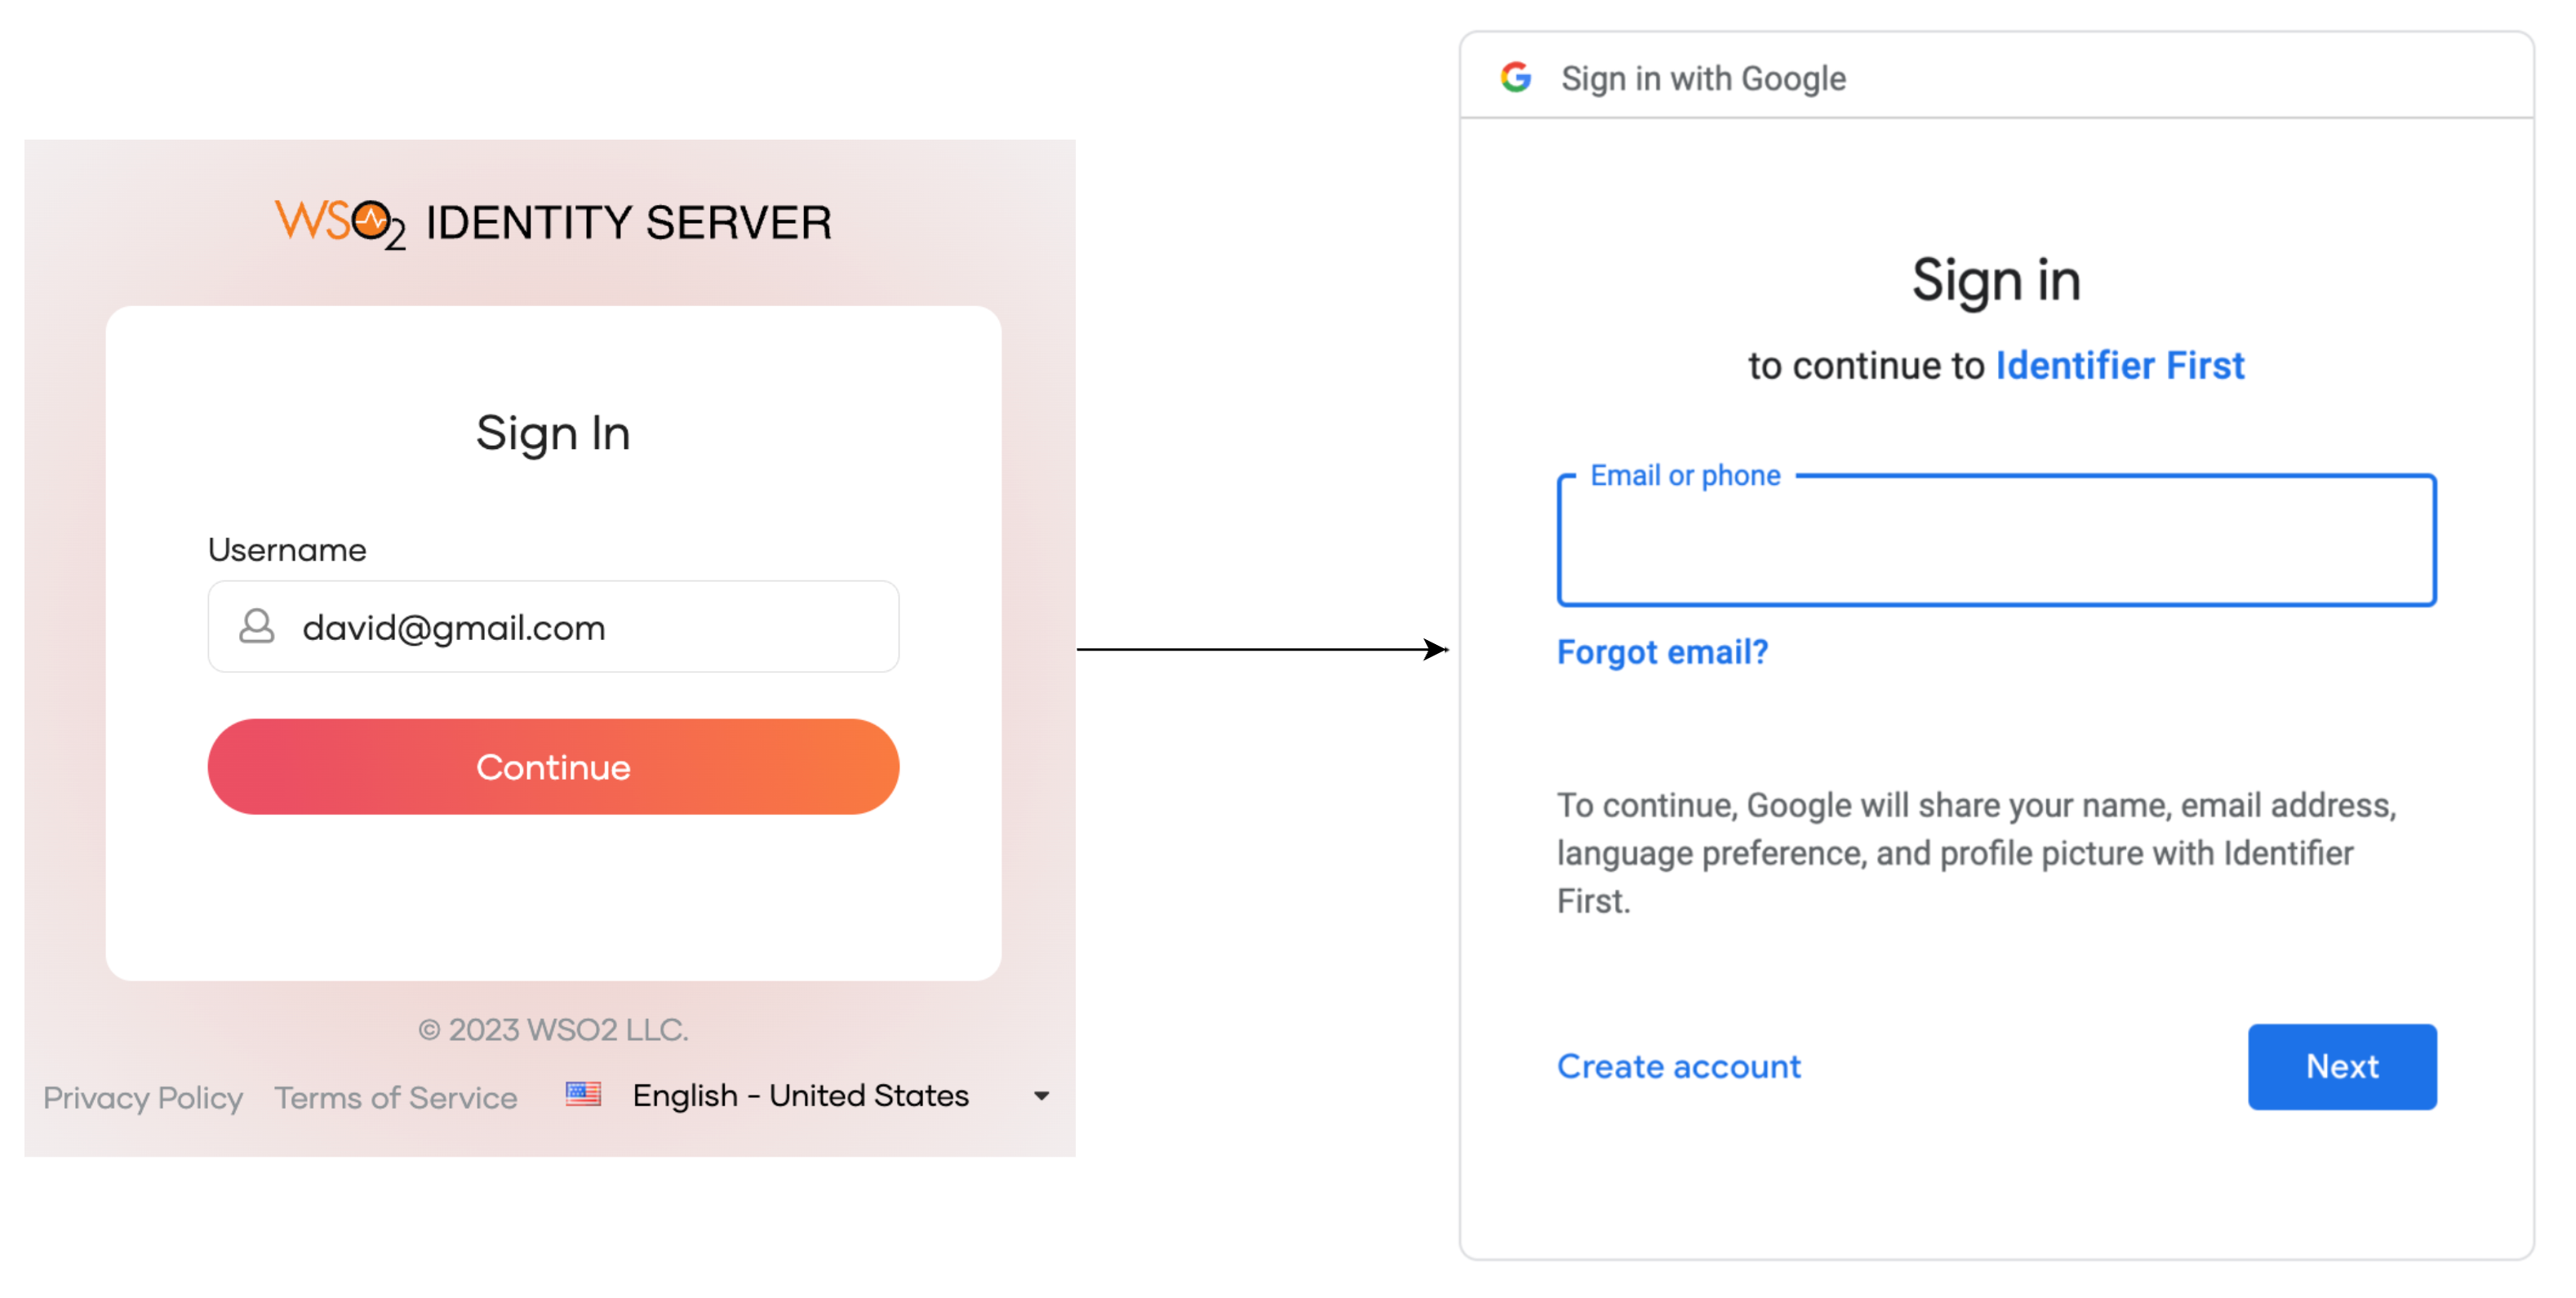 WSO2 IDENTITY SERVER
Sign In
Username
david@gmail.com
Continue
© 2023 WSO2 LLC.
Privacy Policy Terms of Service English - United States
Sign in with Google
Sign in
to continue to Identifier First
Email or phone
Forgot email?
To continue, Google will share your name, email address,
language preference, and profile picture with Identifier
First.
Create account Next